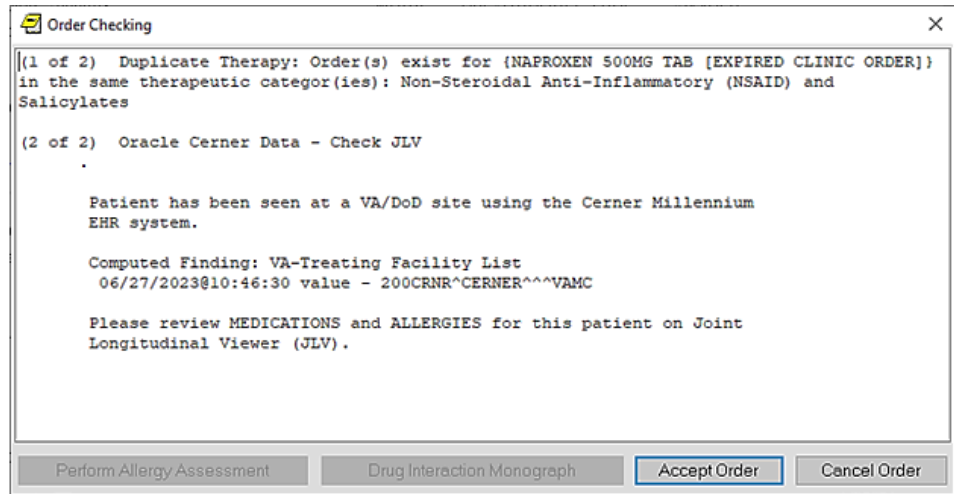 Order Checking
(1 of 2)  Duplicate Therapy: Order(s) exist for {NAPROXEN 500MG TAB [EXPIRED CLINIC ORDER]}
in the same therapeutic categor(ies): Non-Steroidal Anti-Inflammatory (NSAID) and
Salicylates
(2 of 2)  Oracle Cerner Data - Check JLV
.
Patient has been seen at a VA/DoD site using the Cerner Millennium
EHR system.
Computed Finding: VA-Treating Facility List
06/27/2023@10:46:30 value - 200CRNR^CERNER^^^VAMC
Please review MEDICATIONS and ALLERGIES for this patient on Joint
Longitudinal Viewer (JLV).
Perform Allergy Assessment
Drug Interaction Monograph
Accept Order
Cancel Order